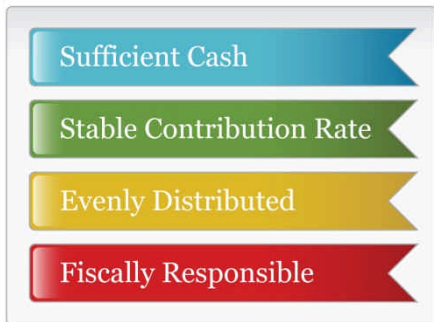 Sufficient Cash
Stable Contribution Rate
Evenly Distributed
Fiscally Responsible